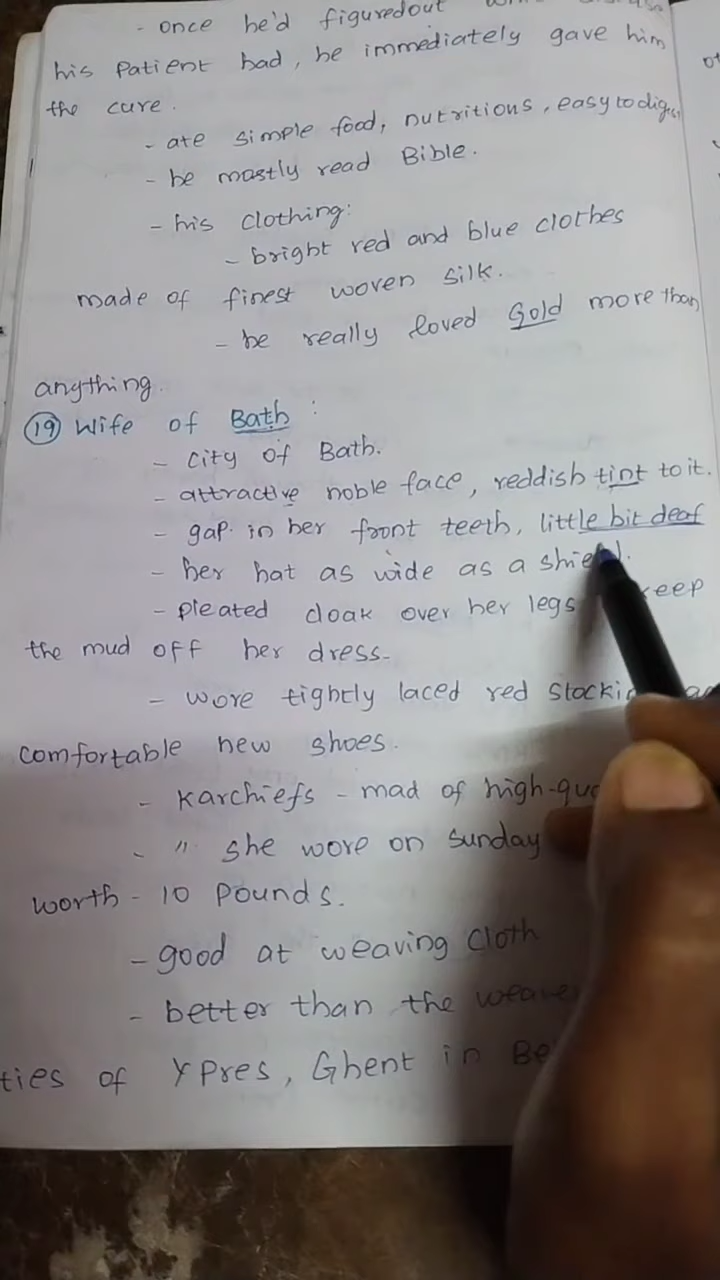 - once he'd figuredout
his Patient had, he immediately gave him
the cure.
- ate simple food, nutritions, easy to digest
- he mostly read Bible.
- his clothing:
- bright red and blue clothes
made of finest woven silk.
- he really loved Gold more than
anything.
19 Wife of Bath:
- City of Bath.
- attractive noble face, reddish tint to it.
- gap in her front teeth, little bit deaf
- her hat as wide as a shield.
- pleated cloak over her legs keep
the mud off her dress.
- wore tightly laced red
comfortable new shoes.
- Karchiefs - mad of high-
- " she wore on Sunday
worth - 10 Pounds.
- good at weaving cloth
- better than the
ties of Ypres, Ghent in